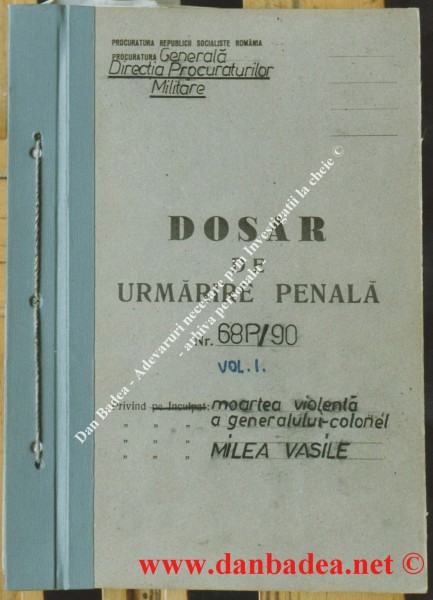 PROCURATURA REPUBLICII SOCIALISTE ROMÂNIA
PROCURATURA Generală
Direcția Procuraturilor
Militare
DOSAR
DE
URMĂRIRE PENALĂ
Nr. 68P/90
VOL. I.
Privind pe Inculpat: moartea violentă
" " " a generalului-colonel
" " "
" " " MILEA VASILE
Dan Badea - Adevaruri necesare prin Investigatii la cheie ©
- arhiva personala -
www.danbadea.net ©